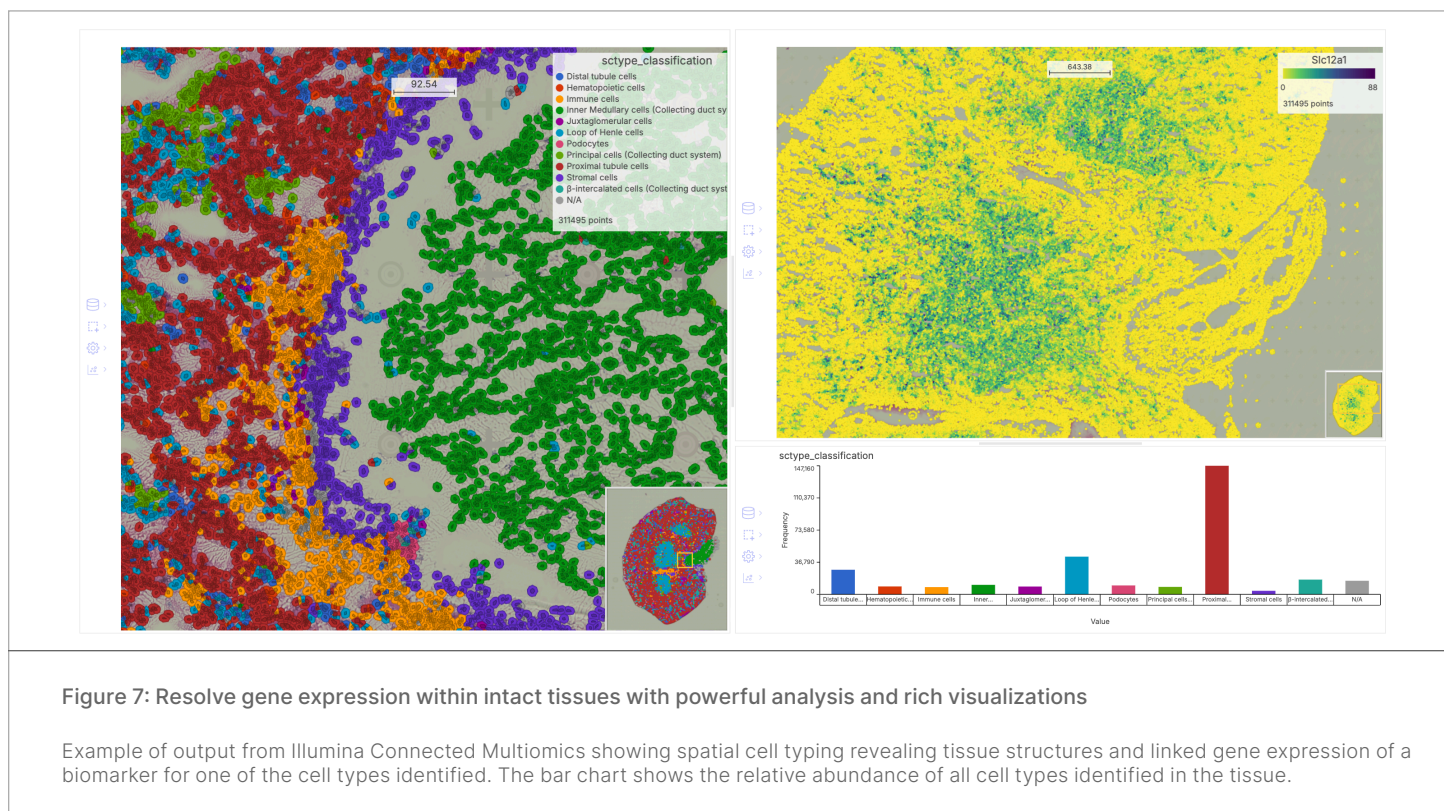 sctype_classification
92.54
Distal tubule cells
Hematopoietic cells
Immune cells
Inner Medullary cells (Collecting duct sy
Juxtaglomerular cells
Loop of Henle cells
Podocytes
Principal cells (Collecting duct system)
Proximal tubule cells
Stromal cells
β-intercalated cells (Collecting duct syst
N/A
311495 points
643.38
Slc12a1
0 88
311495 points
sctype_classification
147,160
110,370
73,580
36,790
0
Frequency
Distal tubule... Hematopoietic... Immune cells Inner... Juxtaglomer... Loop of Henle... Podocytes Principal cells... Proximal... Stromal cells β-intercalated... N/A
Value
Figure 7: Resolve gene expression within intact tissues with powerful analysis and rich visualizations
Example of output from Illumina Connected Multiomics showing spatial cell typing revealing tissue structures and linked gene expression of a
biomarker for one of the cell types identified. The bar chart shows the relative abundance of all cell types identified in the tissue.